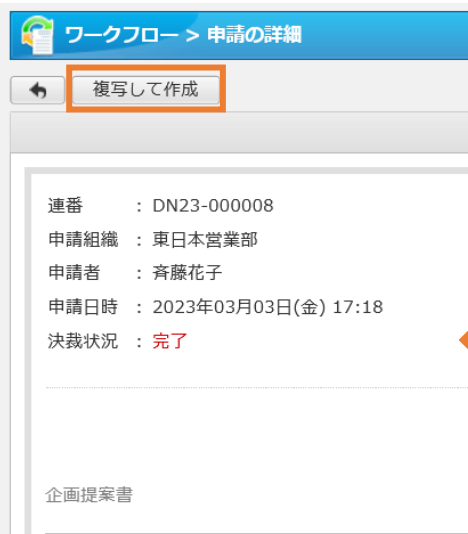 ワークフロー > 申請の詳細
複写して作成
連番 : DN23-000008
申請組織 : 東日本営業部
申請者 : 斉藤花子
申請日時 : 2023年03月03日(金) 17:18
決裁状況 : 完了
企画提案書